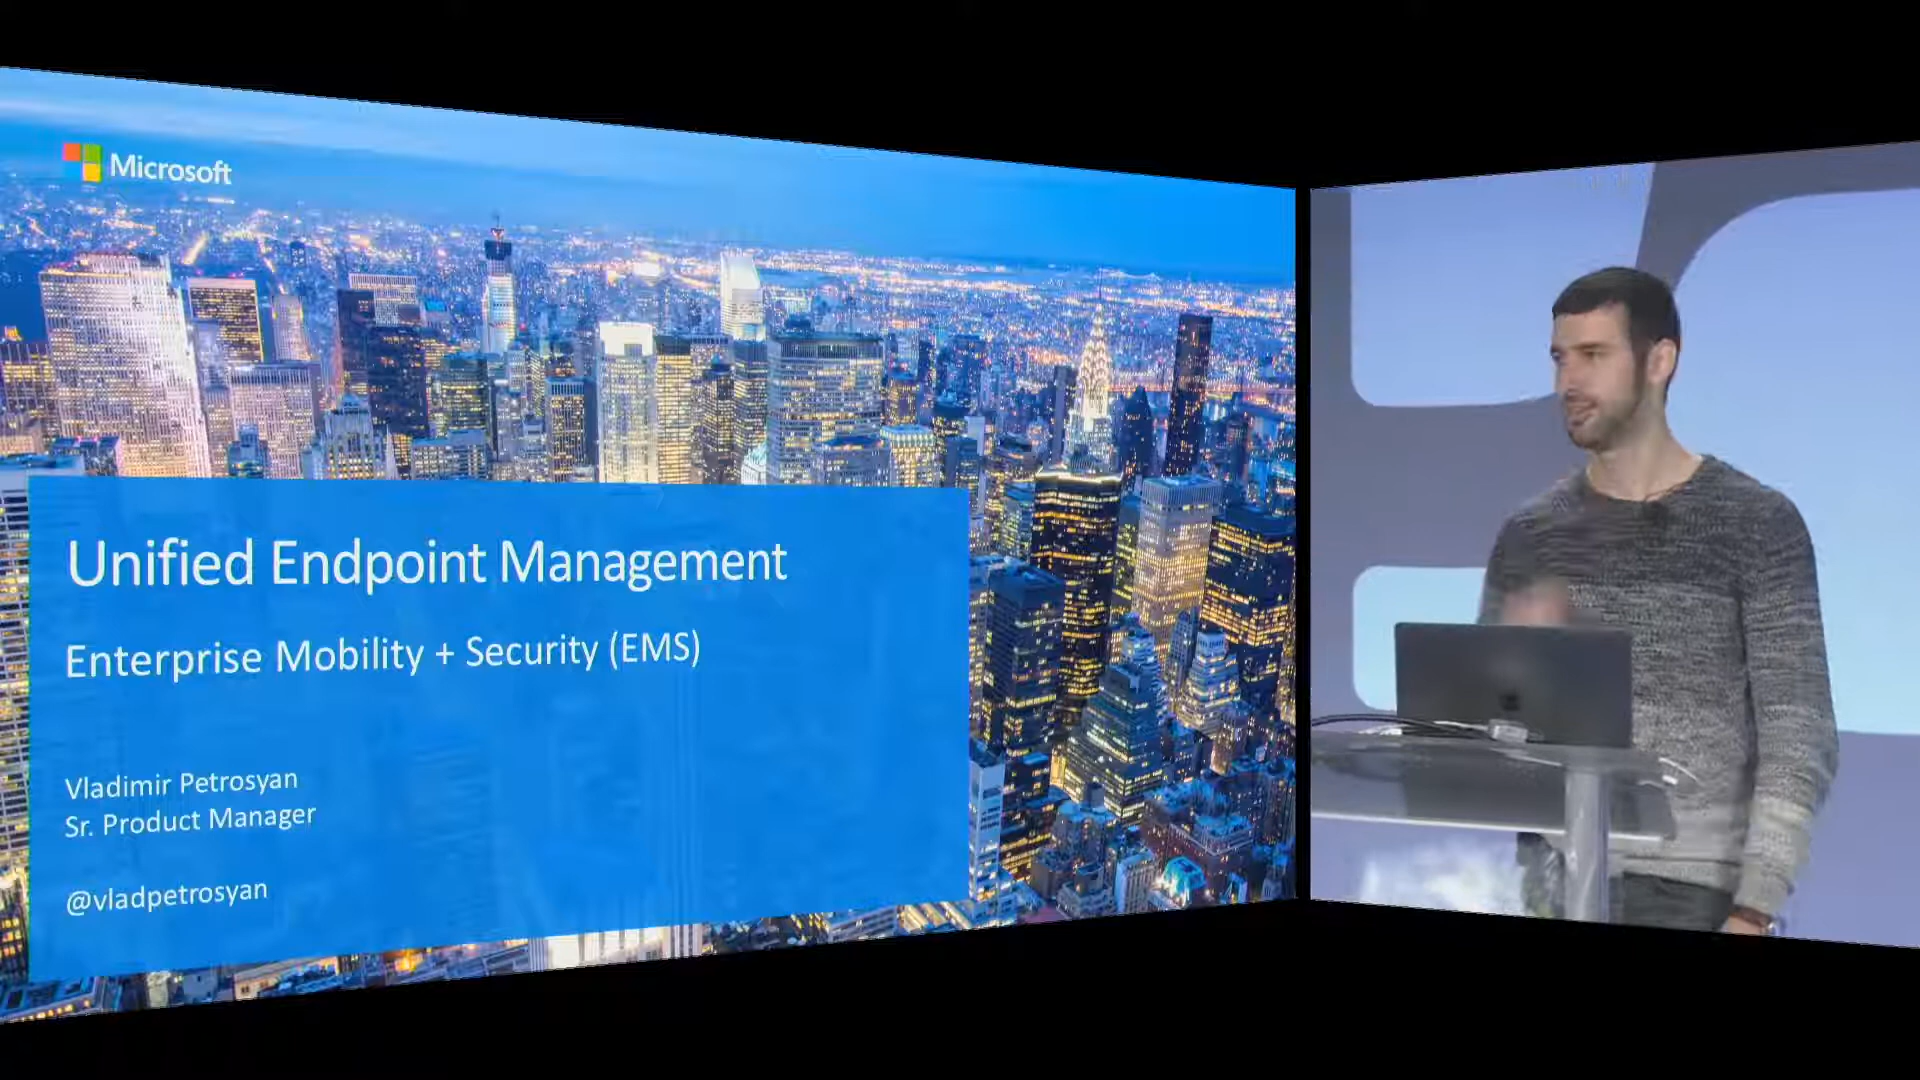 Microsoft
Unified Endpoint Management
Enterprise Mobility + Security (EMS)
Vladimir Petrosyan
Sr. Product Manager
@vladpetrosyan